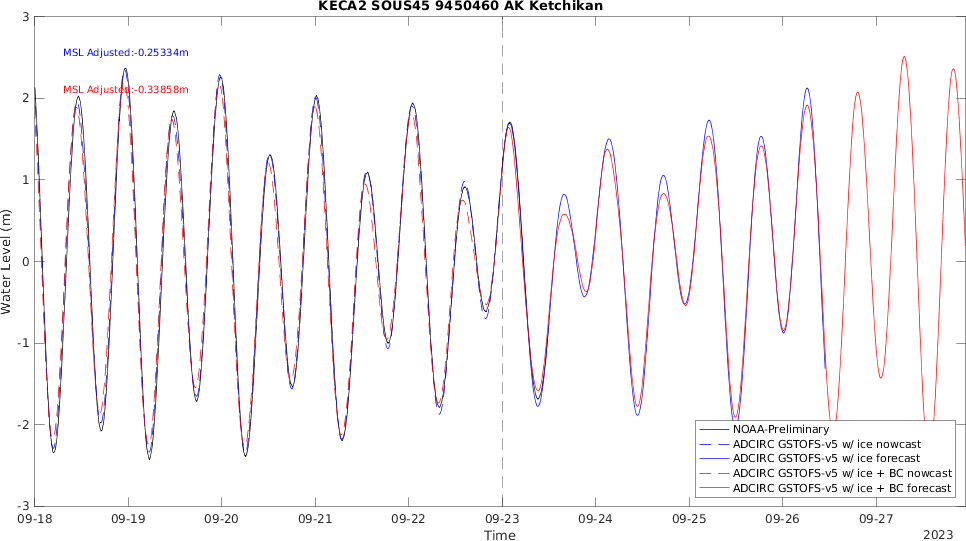 KECA2 SOUS45 9450460 AK Ketchikan
3
MSL Adjusted:-0.25334m
MSL Adjusted:-0.33858m
2
1
0
-1
-2
-3
Water Level (m)
NOAA-Preliminary
ADCIRC GSTOFS-v5 w/ ice nowcast
ADCIRC GSTOFS-v5 w/ ice forecast
ADCIRC GSTOFS-v5 w/ ice + BC nowcast
ADCIRC GSTOFS-v5 w/ ice + BC forecast
09-18 09-19 09-20 09-21 09-22 09-23 09-24 09-25 09-26 09-27
Time
2023